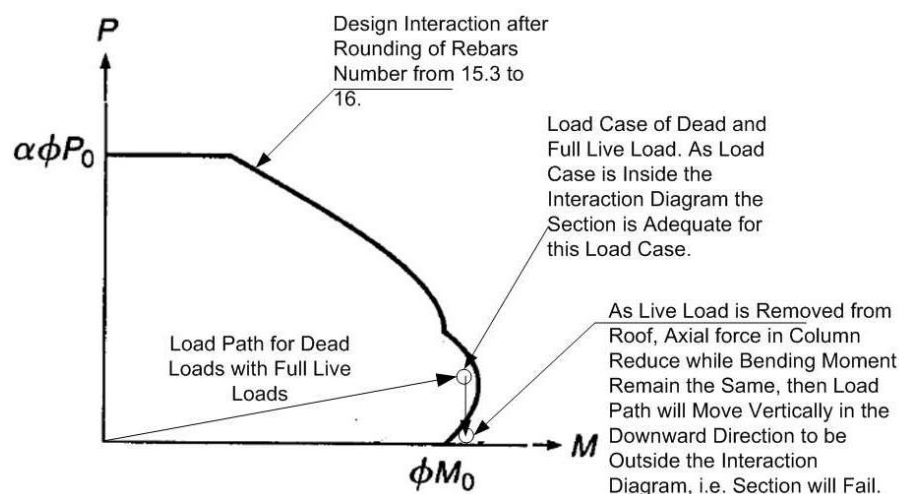 P
Design Interaction after
Rounding of Rebars
Number from 15.3 to
16.
αϕP₀
Load Case of Dead and
Full Live Load. As Load
Case is Inside the
Interaction Diagram the
Section is Adequate for
this Load Case.
Load Path for Dead
Loads with Full Live
Loads
As Live Load is Removed from
Roof, Axial force in Column
Reduce while Bending Moment
Remain the Same, then Load
Path will Move Vertically in the
Downward Direction to be
Outside the Interaction
Diagram, i.e. Section will Fail.
M
ϕM₀